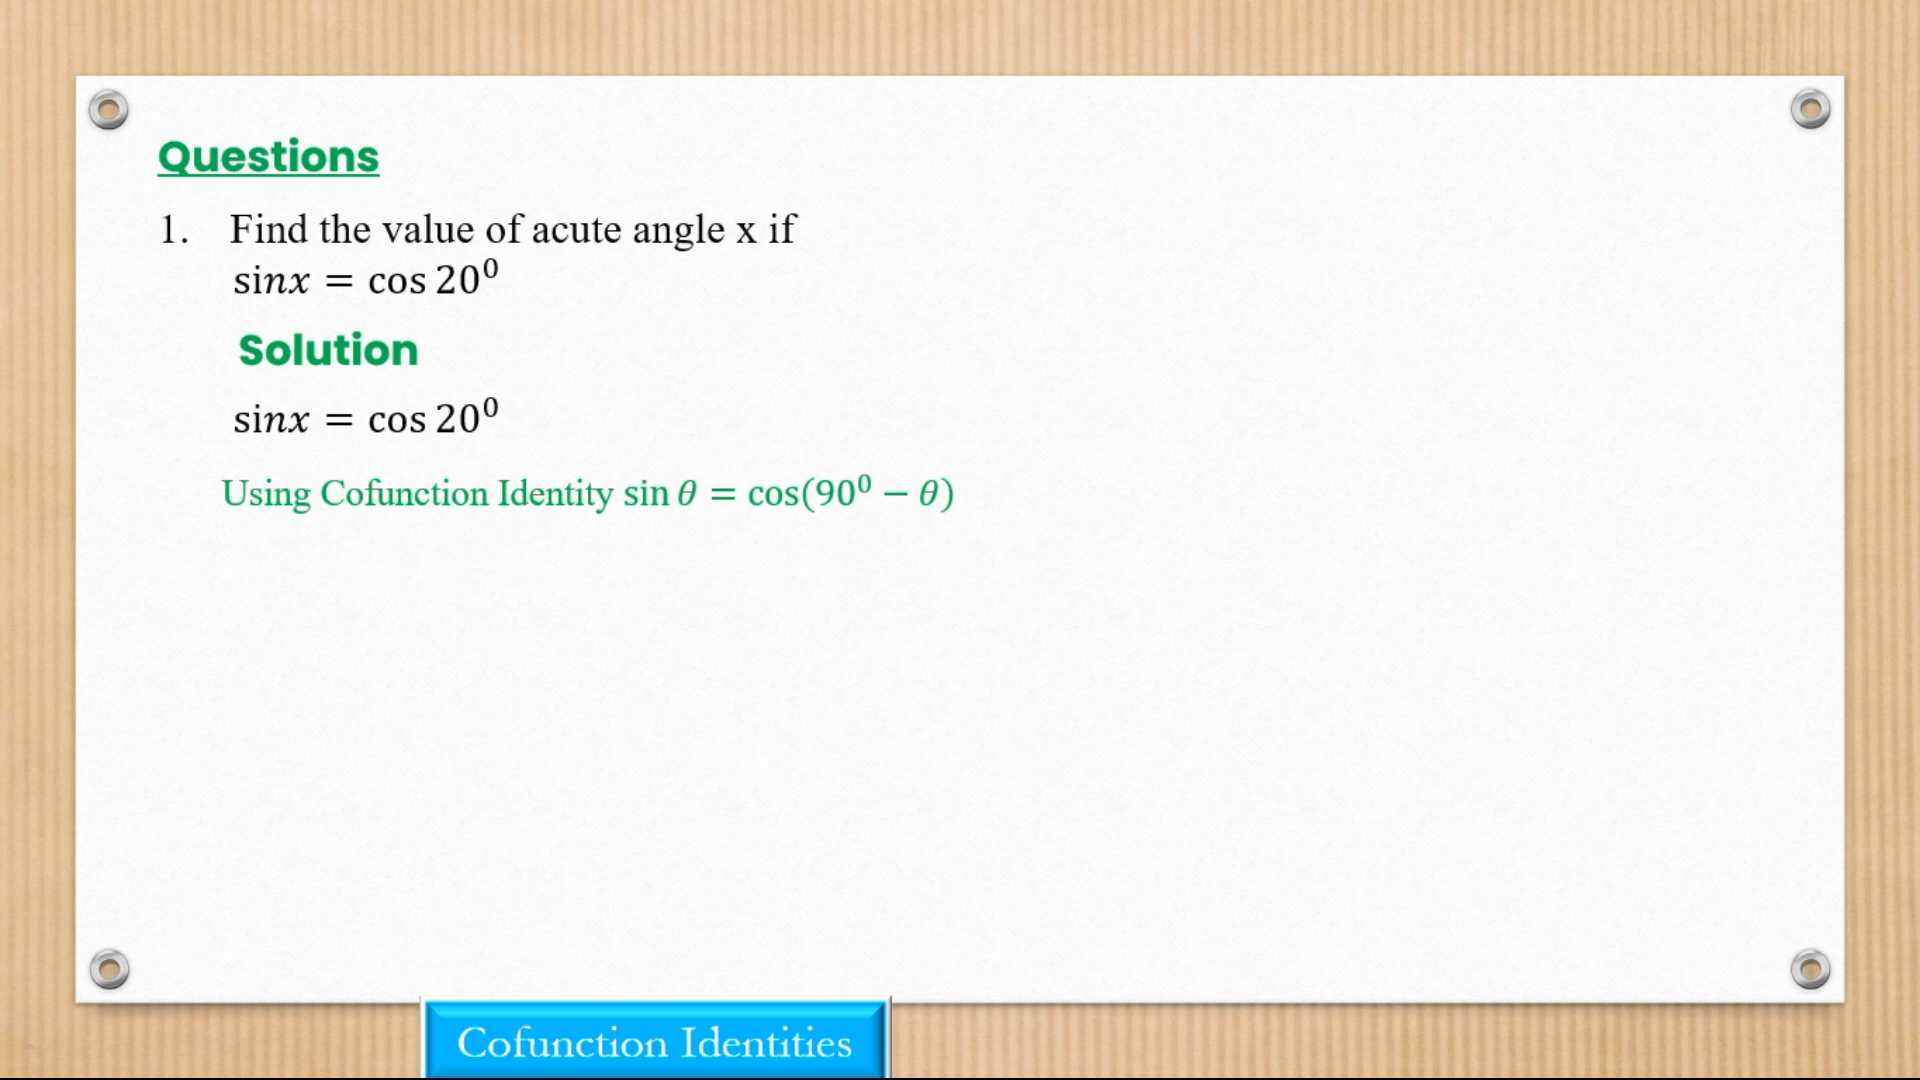 Questions
1. Find the value of acute angle x if
sinx = cos 20⁰
Solution
sinx = cos 20⁰
Using Cofunction Identity sin θ = cos(90⁰ − θ)
Cofunction Identities